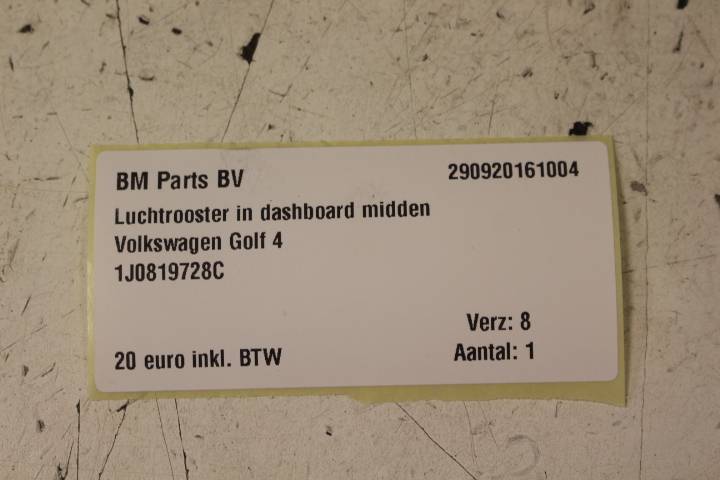 BM Parts BV 290920161004
Luchtrooster in dashboard midden
Volkswagen Golf 4
1J0819728C
Verz: 8
20 euro inkl. BTW Aantal: 1